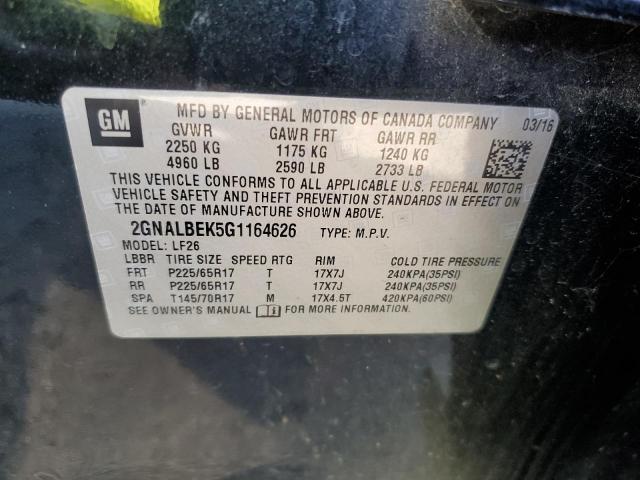 GM
MFD BY GENERAL MOTORS OF CANADA COMPANY 03/16
GVWR GAWR FRT GAWR RR
2250 KG 1175 KG 1240 KG
4960 LB 2590 LB 2733 LB
THIS VEHICLE CONFORMS TO ALL APPLICABLE U.S. FEDERAL MOTOR
VEHICLE SAFETY AND THEFT PREVENTION STANDARDS IN EFFECT ON
THE DATE OF MANUFACTURE SHOWN ABOVE.
2GNALBEK5G1164626 TYPE: M.P.V.
MODEL: LF26
LBBR TIRE SIZE SPEED RTG RIM COLD TIRE PRESSURE
FRT P225/65R17 T 17X7J 240KPA(35PSI)
RR P225/65R17 T 17X7J 240KPA(35PSI)
SPA T145/70R17 M 17X4.5T 420KPA(60PSI)
SEE OWNER'S MANUAL FOR MORE INFORMATION.